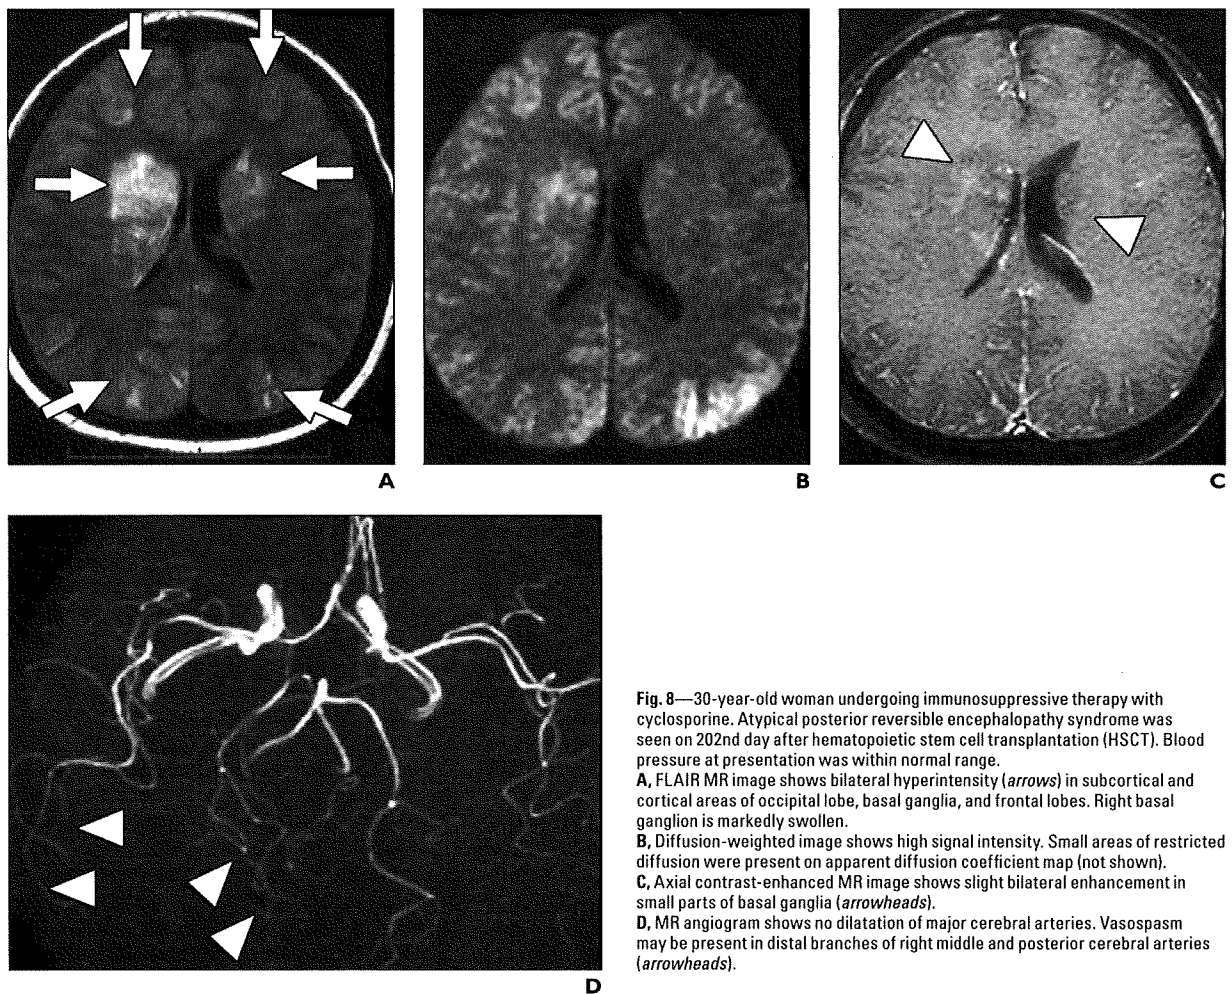 A
B
C
D
Fig. 8—30-year-old woman undergoing immunosuppressive therapy with
cyclosporine. Atypical posterior reversible encephalopathy syndrome was
seen on 202nd day after hematopoietic stem cell transplantation (HSCT). Blood
pressure at presentation was within normal range.
A, FLAIR MR image shows bilateral hyperintensity (arrows) in subcortical and
cortical areas of occipital lobe, basal ganglia, and frontal lobes. Right basal
ganglion is markedly swollen.
B, Diffusion-weighted image shows high signal intensity. Small areas of restricted
diffusion were present on apparent diffusion coefficient map (not shown).
C, Axial contrast-enhanced MR image shows slight bilateral enhancement in
small parts of basal ganglia (arrowheads).
D, MR angiogram shows no dilatation of major cerebral arteries. Vasospasm
may be present in distal branches of right middle and posterior cerebral arteries
(arrowheads).